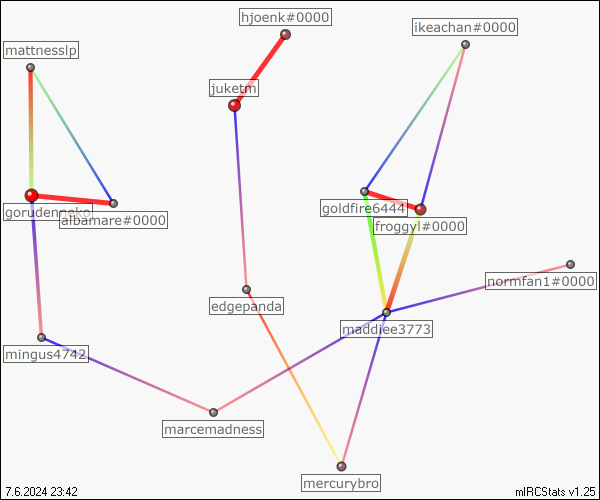 hjoenk#0000
ikeachan#0000
mattnesslp
juketm
goldfire6444
gorudenneko
albamare#0000
froggyl#0000
normfan1#0000
edgepanda
maddiee3773
mingus4742
marcemadness
mercurybro
7.6.2024 23:42
mIRCStats v1.25